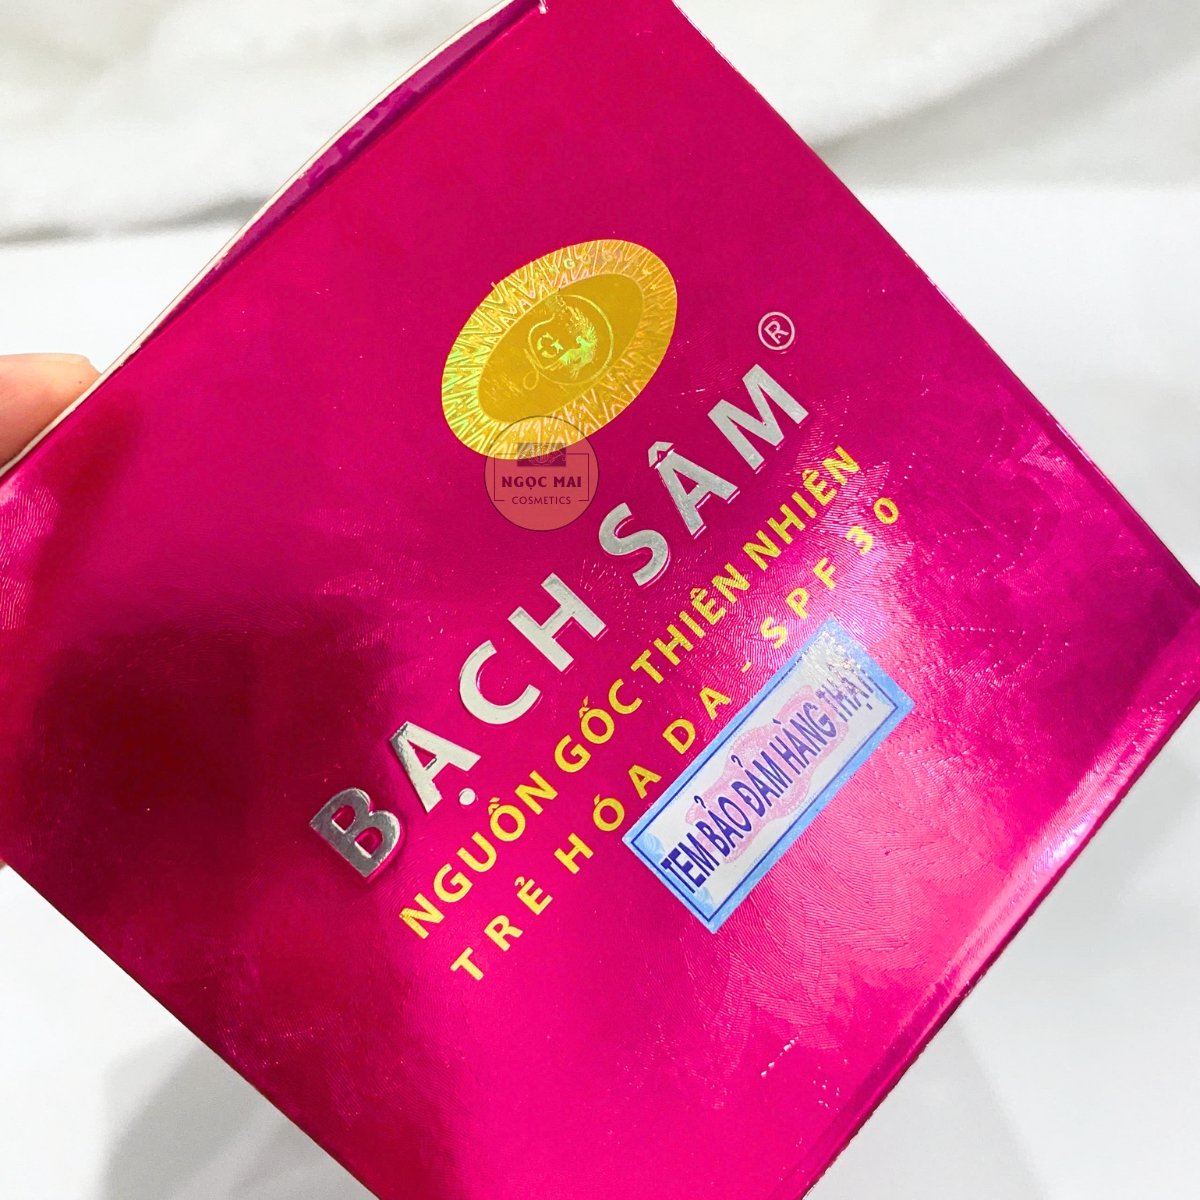 ®
BẠCH SÂM
NGUỒN GỐC THIÊN NHIÊN
TRẺ HÓA DA - SPF 30
TEM BẢO ĐẢM HÀNG THẬT
NGỌC MAI
COSMETICS